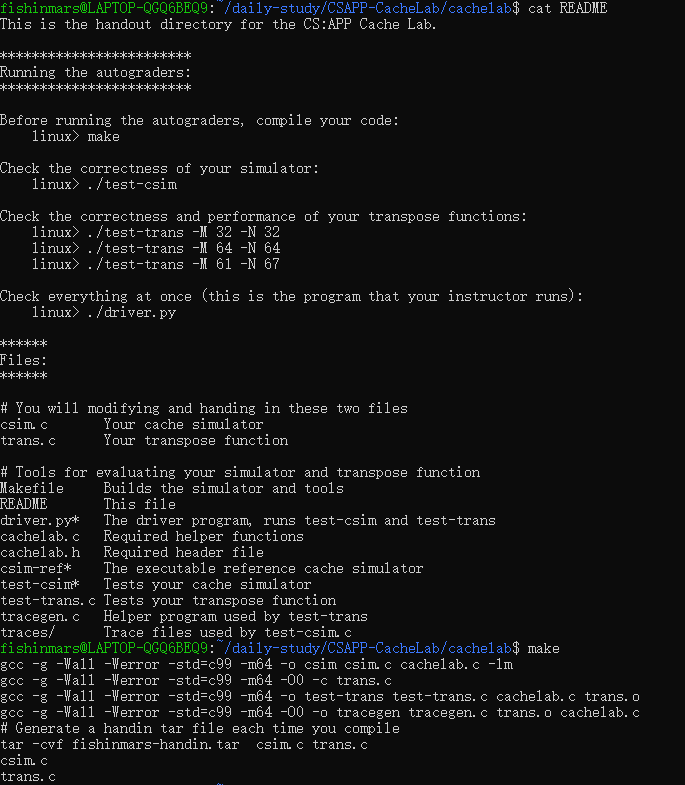 fishinmars@LAPTOP-QGQ6BEQ9:~/daily-study/CSAPP-CacheLab/cachelab$ cat README
This is the handout directory for the CS:APP Cache Lab.
************************
Running the autograders:
************************
Before running the autograders, compile your code:
    linux> make
Check the correctness of your simulator:
    linux> ./test-csim
Check the correctness and performance of your transpose functions:
    linux> ./test-trans -M 32 -N 32
    linux> ./test-trans -M 64 -N 64
    linux> ./test-trans -M 61 -N 67
Check everything at once (this is the program that your instructor runs):
    linux> ./driver.py
******
Files:
******
# You will modifying and handing in these two files
csim.c       Your cache simulator
trans.c      Your transpose function
# Tools for evaluating your simulator and transpose function
Makefile     Builds the simulator and tools
README       This file
driver.py*   The driver program, runs test-csim and test-trans
cachelab.c   Required helper functions
cachelab.h   Required header file
csim-ref*    The executable reference cache simulator
test-csim*   Tests your cache simulator
test-trans.c Tests your transpose function
tracegen.c   Helper program used by test-trans
traces/      Trace files used by test-csim.c
fishinmars@LAPTOP-QGQ6BEQ9:~/daily-study/CSAPP-CacheLab/cachelab$ make
gcc -g -Wall -Werror -std=c99 -m64 -o csim csim.c cachelab.c -lm
gcc -g -Wall -Werror -std=c99 -m64 -O0 -c trans.c
gcc -g -Wall -Werror -std=c99 -m64 -o test-trans test-trans.c cachelab.c trans.o
gcc -g -Wall -Werror -std=c99 -m64 -O0 -o tracegen tracegen.c trans.o cachelab.c
# Generate a handin tar file each time you compile
tar -cvf fishinmars-handin.tar  csim.c trans.c
csim.c
trans.c